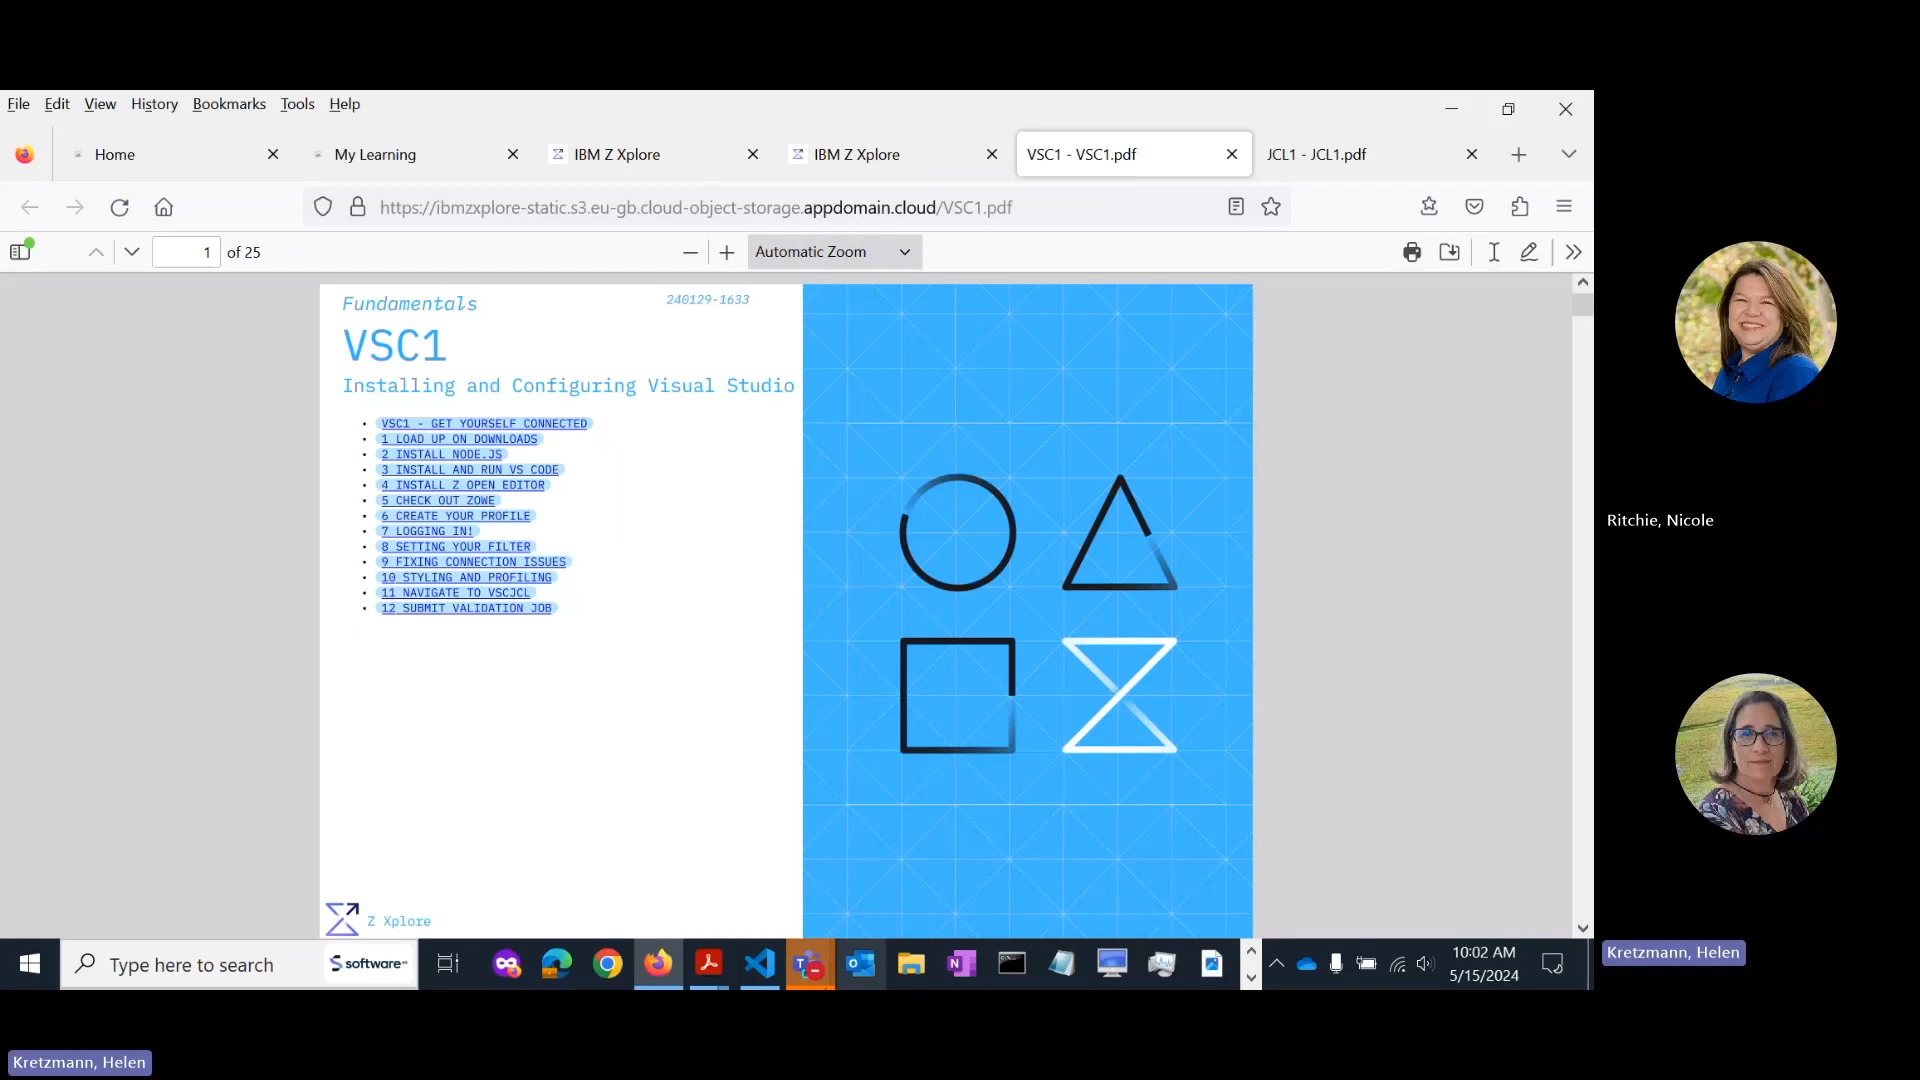 File Edit View History Bookmarks Tools Help
Home My Learning IBM Z Xplore IBM Z Xplore VSC1 - VSC1.pdf JCL1 - JCL1.pdf
https://ibmzxplore-static.s3.eu-gb.cloud-object-storage.appdomain.cloud/VSC1.pdf
1 of 25 Automatic Zoom
Fundamentals 240129-1633
VSC1
Installing and Configuring Visual Studio
• VSC1 - GET YOURSELF CONNECTED
• 1 LOAD UP ON DOWNLOADS
• 2 INSTALL NODE.JS
• 3 INSTALL AND RUN VS CODE
• 4 INSTALL Z OPEN EDITOR
• 5 CHECK OUT ZOWE
• 6 CREATE YOUR PROFILE
• 7 LOGGING IN!
• 8 SETTING YOUR FILTER
• 9 FIXING CONNECTION ISSUES
• 10 STYLING AND PROFILING
• 11 NAVIGATE TO VSCJCL
• 12 SUBMIT VALIDATION JOB
Z Xplore
Ritchie, Nicole
Kretzmann, Helen
Type here to search
software
10:02 AM
5/15/2024
Kretzmann, Helen